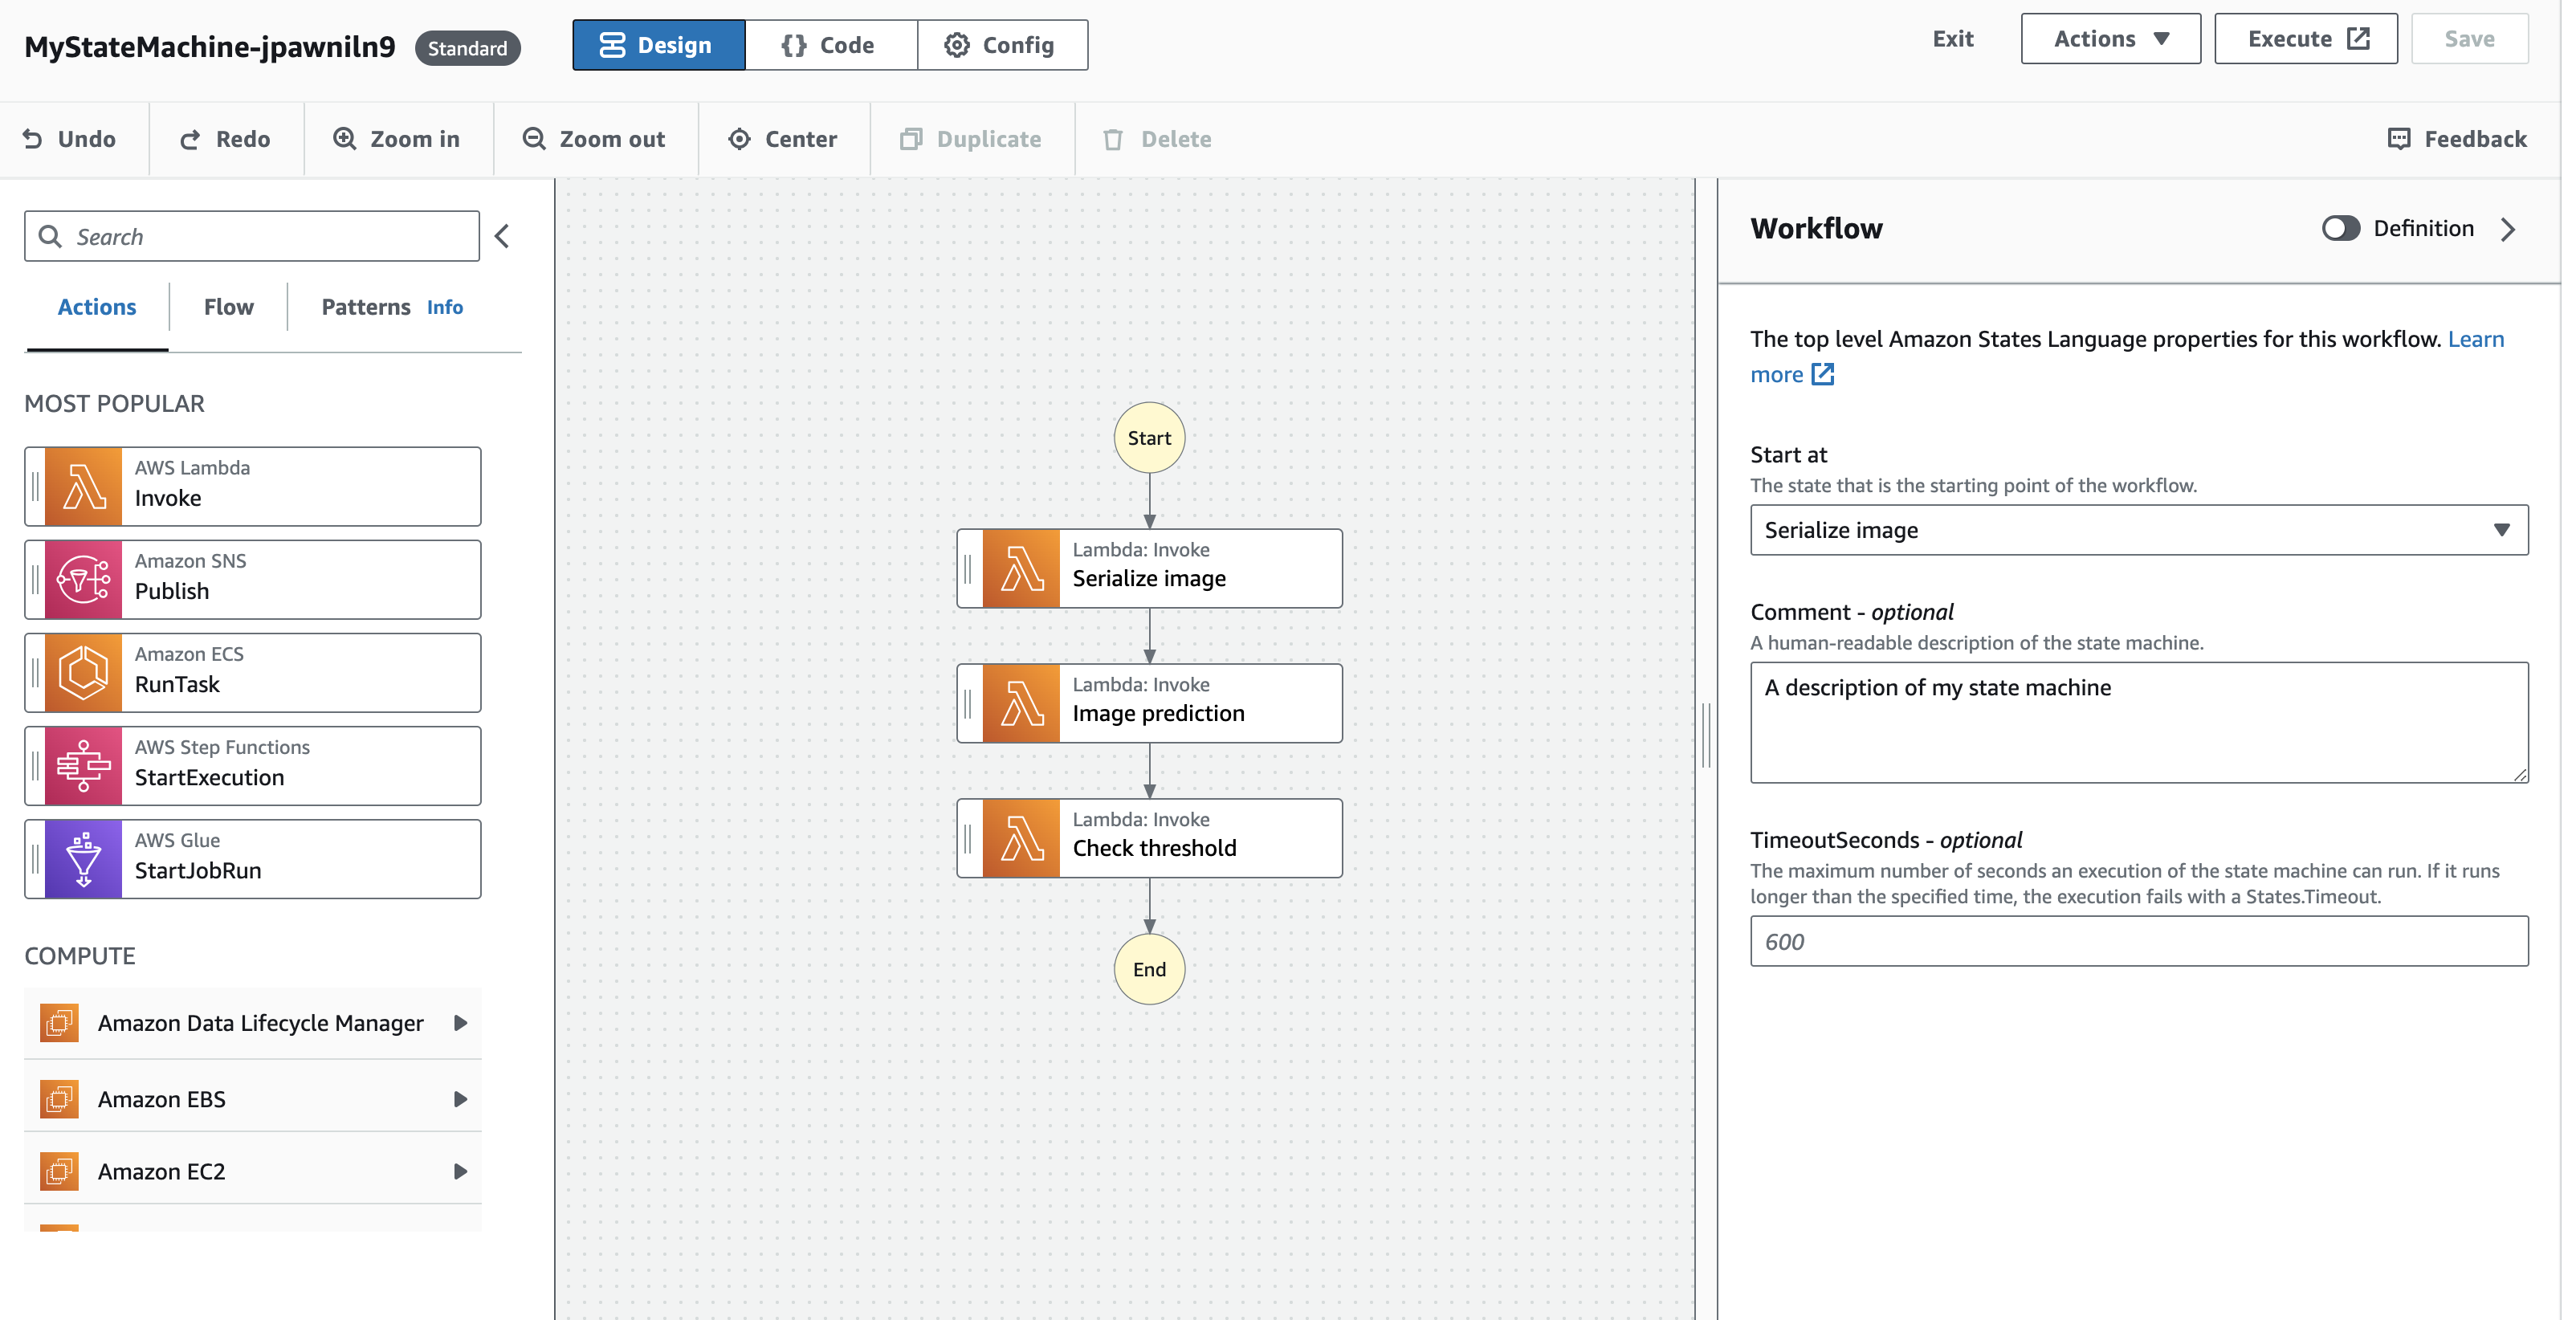 MyStateMachine-jpawniln9
Standard
Design
Code
Config
Exit
Actions
Execute
Save
Undo
Redo
Zoom in
Zoom out
Center
Duplicate
Delete
Feedback
Search
Actions
Flow
Patterns Info
MOST POPULAR
AWS Lambda
Invoke
Amazon SNS
Publish
Amazon ECS
RunTask
AWS Step Functions
StartExecution
AWS Glue
StartJobRun
COMPUTE
Amazon Data Lifecycle Manager
Amazon EBS
Amazon EC2
Start
Lambda: Invoke
Serialize image
Lambda: Invoke
Image prediction
Lambda: Invoke
Check threshold
End
Workflow
Definition
The top level Amazon States Language properties for this workflow. Learn
more
Start at
The state that is the starting point of the workflow.
Serialize image
Comment - optional
A human-readable description of the state machine.
A description of my state machine
TimeoutSeconds - optional
The maximum number of seconds an execution of the state machine can run. If it runs
longer than the specified time, the execution fails with a States.Timeout.
600